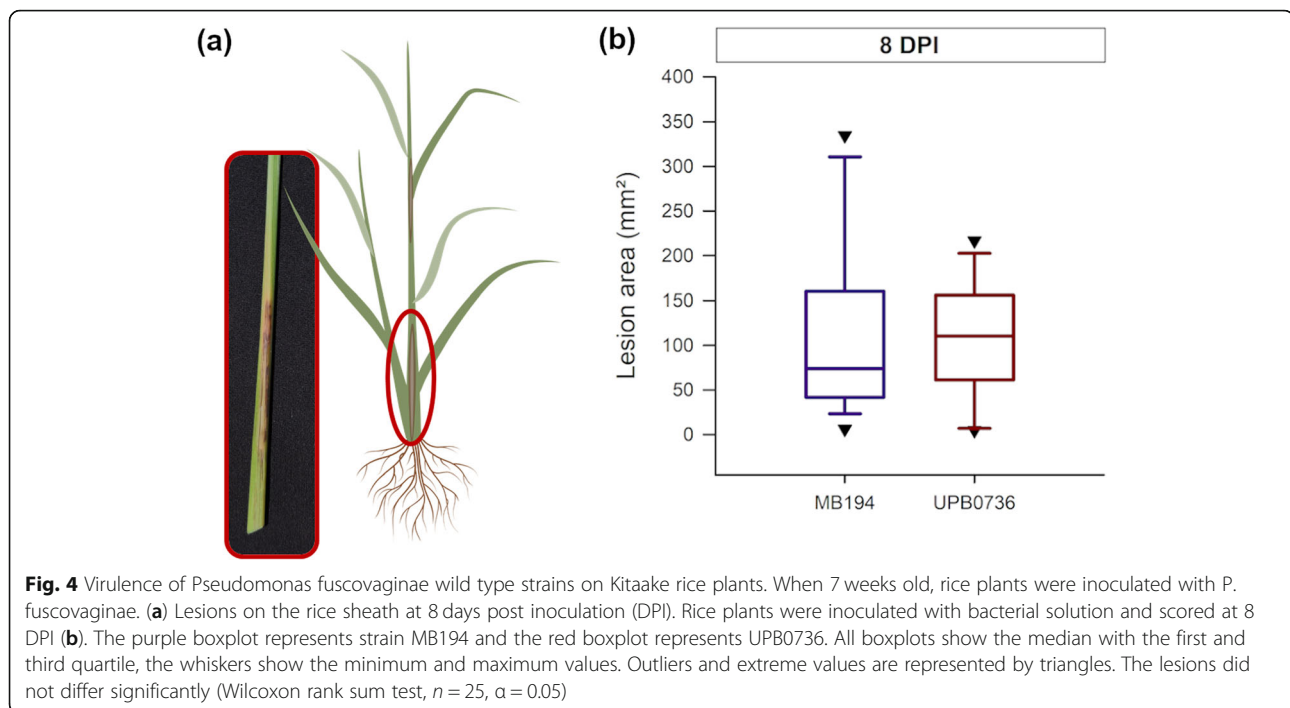 (a)
(b)
8 DPI
400
350
300
250
200
150
100
50
0
Lesion area (mm²)
MB194
UPB0736
Fig. 4 Virulence of Pseudomonas fuscovaginae wild type strains on Kitaake rice plants. When 7 weeks old, rice plants were inoculated with P.
fuscovaginae. (a) Lesions on the rice sheath at 8 days post inoculation (DPI). Rice plants were inoculated with bacterial solution and scored at 8
DPI (b). The purple boxplot represents strain MB194 and the red boxplot represents UPB0736. All boxplots show the median with the first and
third quartile, the whiskers show the minimum and maximum values. Outliers and extreme values are represented by triangles. The lesions did
not differ significantly (Wilcoxon rank sum test, n = 25, α = 0.05)